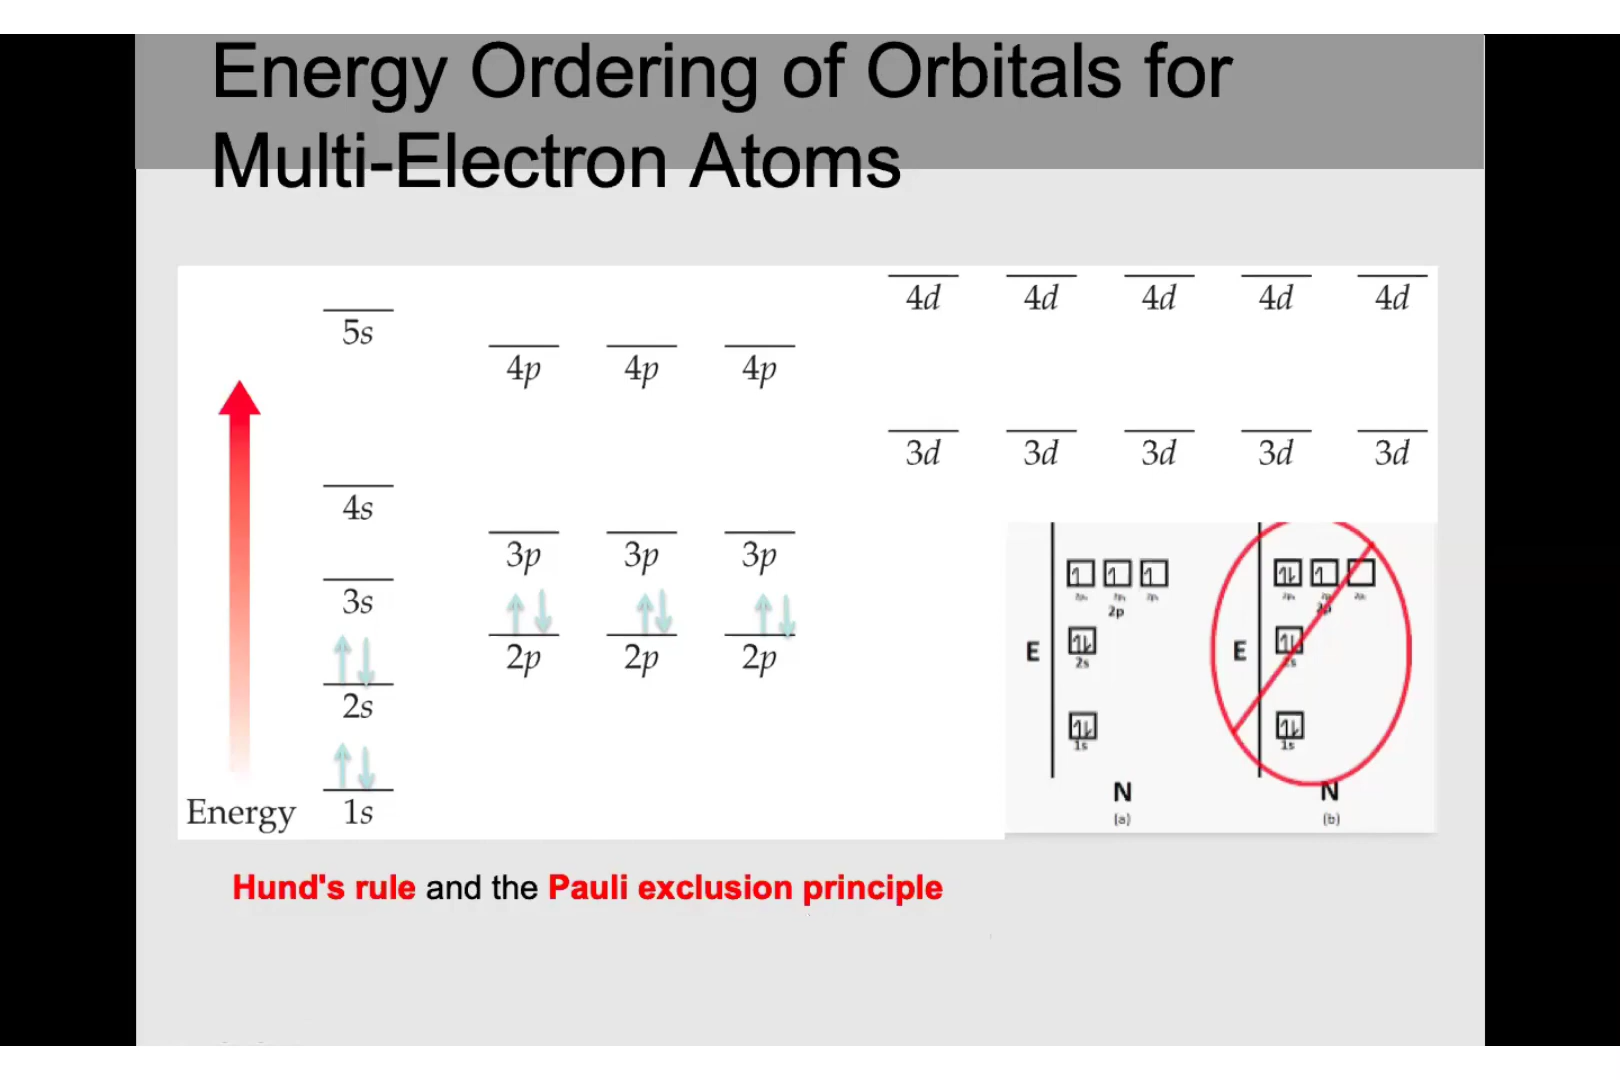 Energy Ordering of Orbitals for
Multi-Electron Atoms
4d 4d 4d 4d 4d
5s
4p 4p 4p
3d 3d 3d 3d 3d
4s
3p 3p 3p
3s
2p 2p 2p
2s
Energy 1s
2p
E
2s
1s
N
(a)
2p
E
1s
N
(b)
Hund's rule and the Pauli exclusion principle